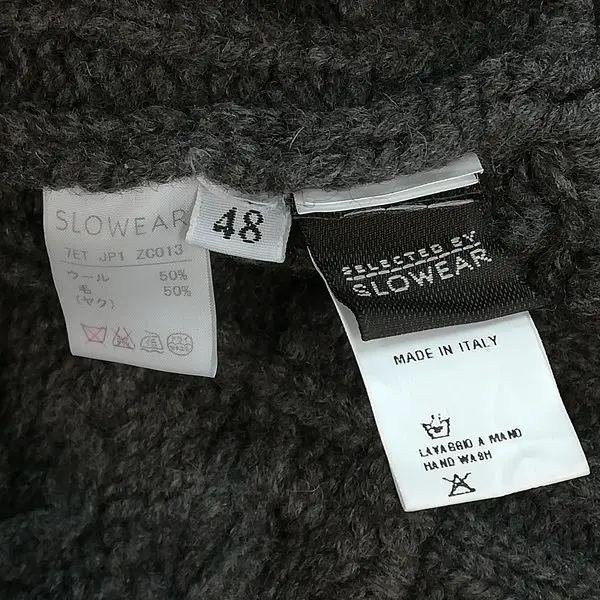 SLOWEAR
7ET JP1 ZC013
ウール 50%
毛 50%
(ヤク)
48
SELECTED BY
SLOWEAR
MADE IN ITALY
LAVAGGIO A MANO
HAND WASH